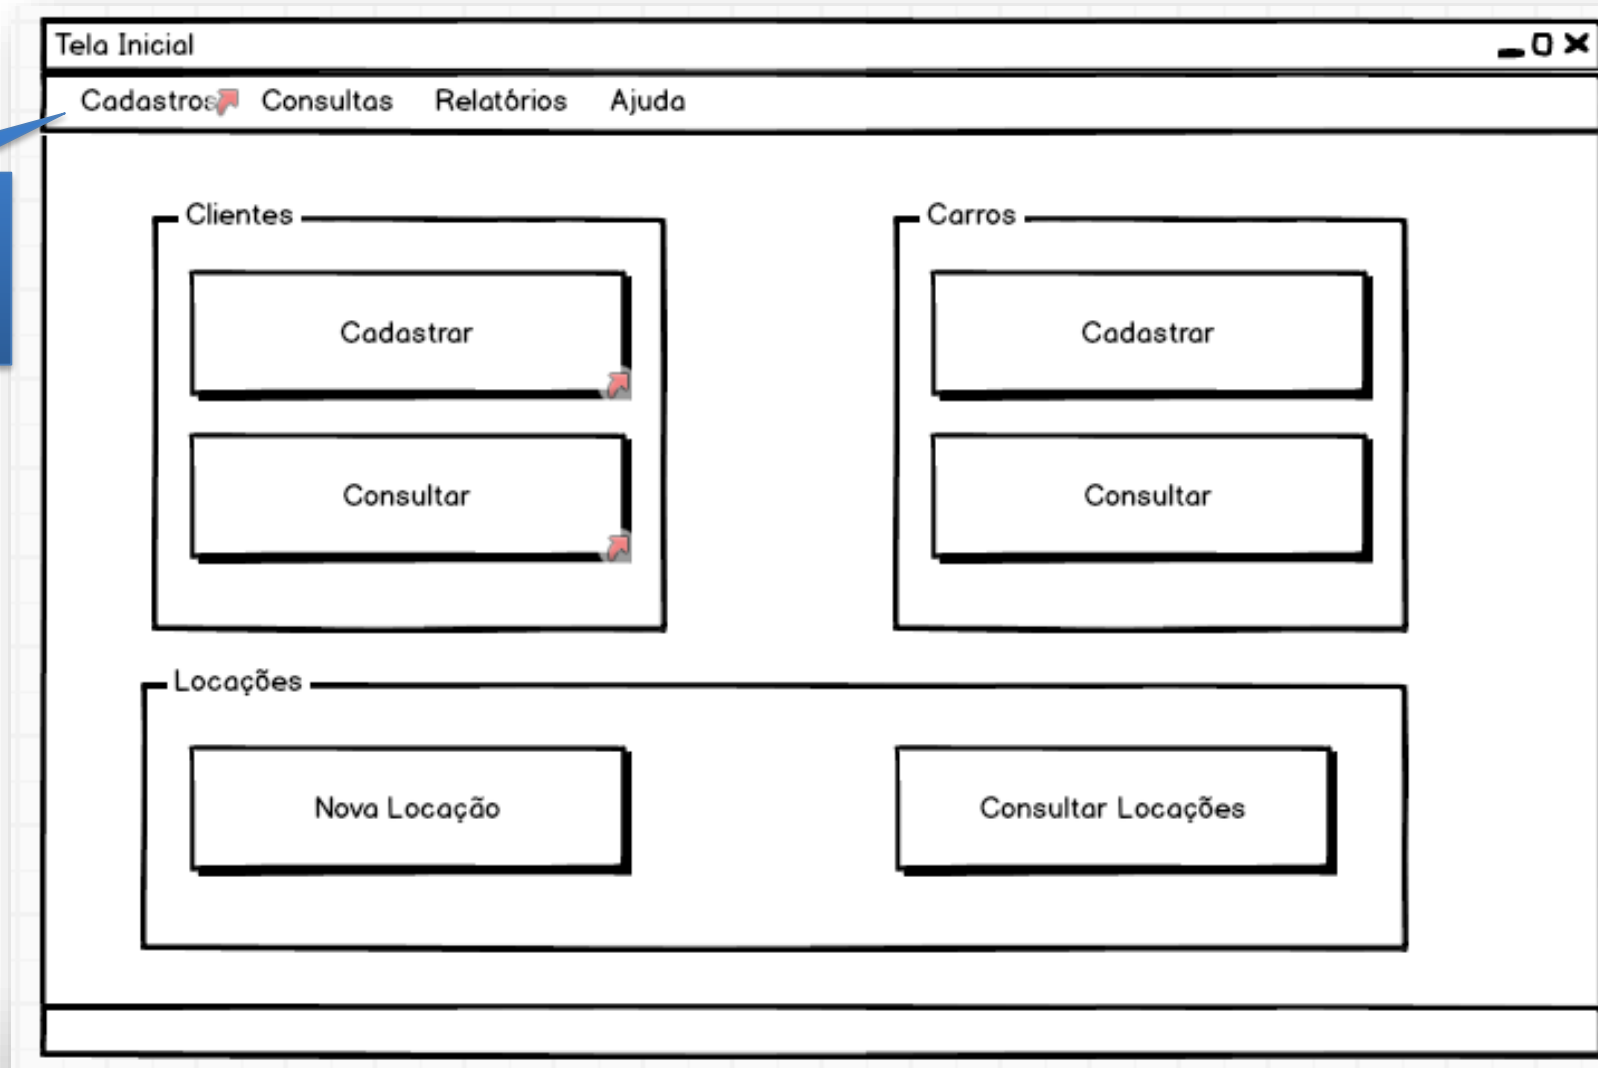 Tela Inicial
Cadastros Consultas Relatórios Ajuda
Clientes
Cadastrar
Consultar
Carros
Cadastrar
Consultar
Locações
Nova Locação
Consultar Locações